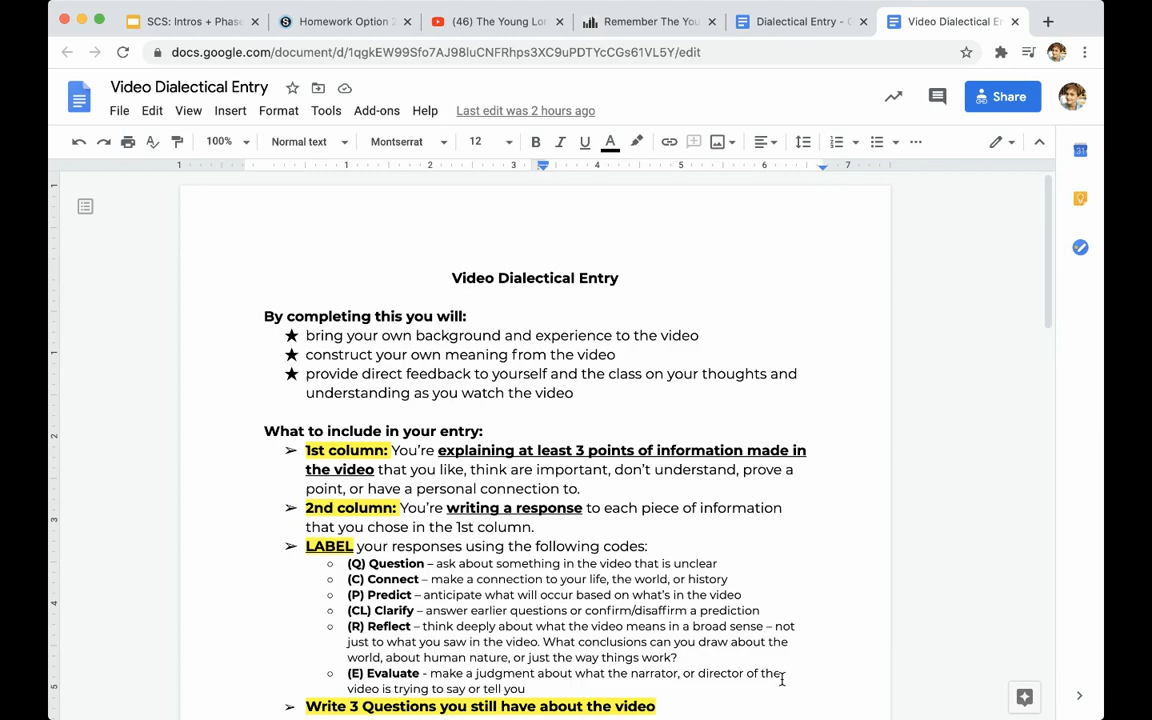 SCS: Intros + Phase
Homework Option 2
(46) The Young Lor
Remember The You
Dialectical Entry - C
Video Dialectical En
docs.google.com/document/d/1qgkEW99Sfo7AJ98luCNFRhps3XC9uPDTYcCGs61VL5Y/edit
Video Dialectical Entry
File Edit View Insert Format Tools Add-ons Help Last edit was 2 hours ago
Share
100% Normal text Montserrat 12 B I U A
1 1 2 3 4 5 6 7
Video Dialectical Entry
By completing this you will:
★ bring your own background and experience to the video
★ construct your own meaning from the video
★ provide direct feedback to yourself and the class on your thoughts and
understanding as you watch the video
What to include in your entry:
➢ 1st column: You're explaining at least 3 points of information made in
the video that you like, think are important, don't understand, prove a
point, or have a personal connection to.
➢ 2nd column: You're writing a response to each piece of information
that you chose in the 1st column.
➢ LABEL your responses using the following codes:
○ (Q) Question – ask about something in the video that is unclear
○ (C) Connect – make a connection to your life, the world, or history
○ (P) Predict – anticipate what will occur based on what's in the video
○ (CL) Clarify – answer earlier questions or confirm/disaffirm a prediction
○ (R) Reflect – think deeply about what the video means in a broad sense – not
just to what you saw in the video. What conclusions can you draw about the
world, about human nature, or just the way things work?
○ (E) Evaluate - make a judgment about what the narrator, or director of the
video is trying to say or tell you
➢ Write 3 Questions you still have about the video